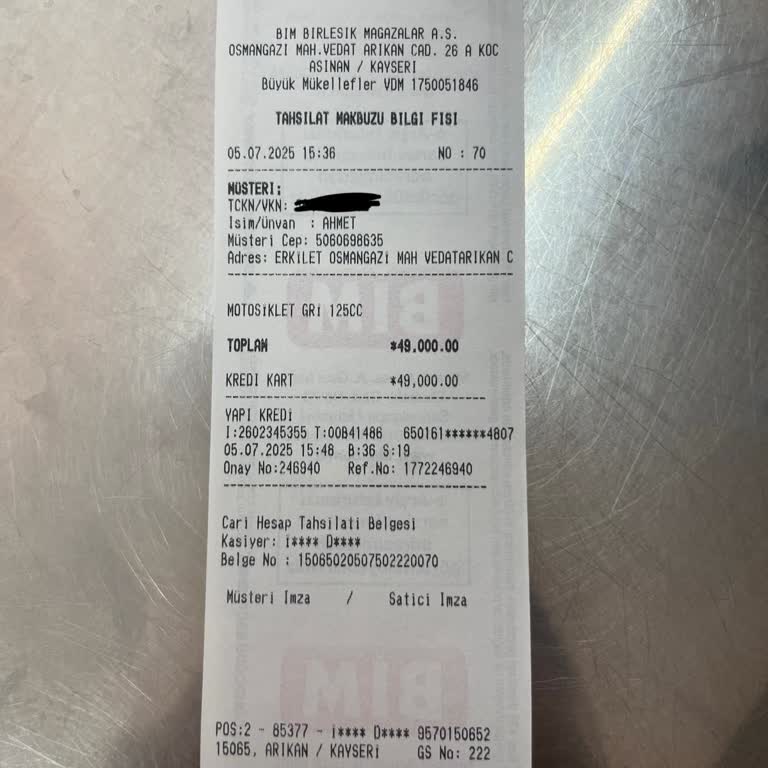 BIM BIRLESIK MAGAZALAR A.S.
OSMANGAZI MAH.VEDAT ARIKAN CAD. 26 A KOC
ASINAN / KAYSERI
Büyük Mükellefler VDM 1750051846
TAHSILAT MAKBUZU BILGI FISI
05.07.2025 15:36 NO : 70
MÜSTERI;
TCKN/VKN:
Isim/Ünvan : AHMET
Müsteri Cep: 5060698635
Adres: ERKiLET OSMANGAZi MAH VEDATARIKAN C
MOTOSiKLET GRi 125CC
TOPLAM *49,000.00
KREDI KART *49,000.00
YAPI KREDi
I:2602345355 T:00B41486 650161******4807
05.07.2025 15:48 B:36 S:19
Onay No:246940 Ref.No: 1772246940
Cari Hesap Tahsilati Belgesi
Kasiyer: i**** D****
Belge No : 15065020507502220070
Müsteri Imza / Satici Imza
POS:2 - 85377 - i**** D**** 9570150652
15065, ARIKAN / KAYSERi GS No: 222